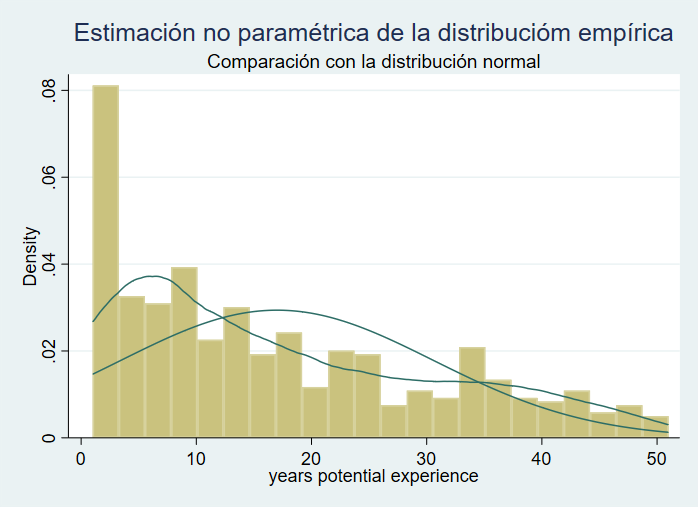 Estimación no paramétrica de la distribucióm empírica
Comparación con la distribución normal
Density
.08
.06
.04
.02
0
0 10 20 30 40 50
years potential experience